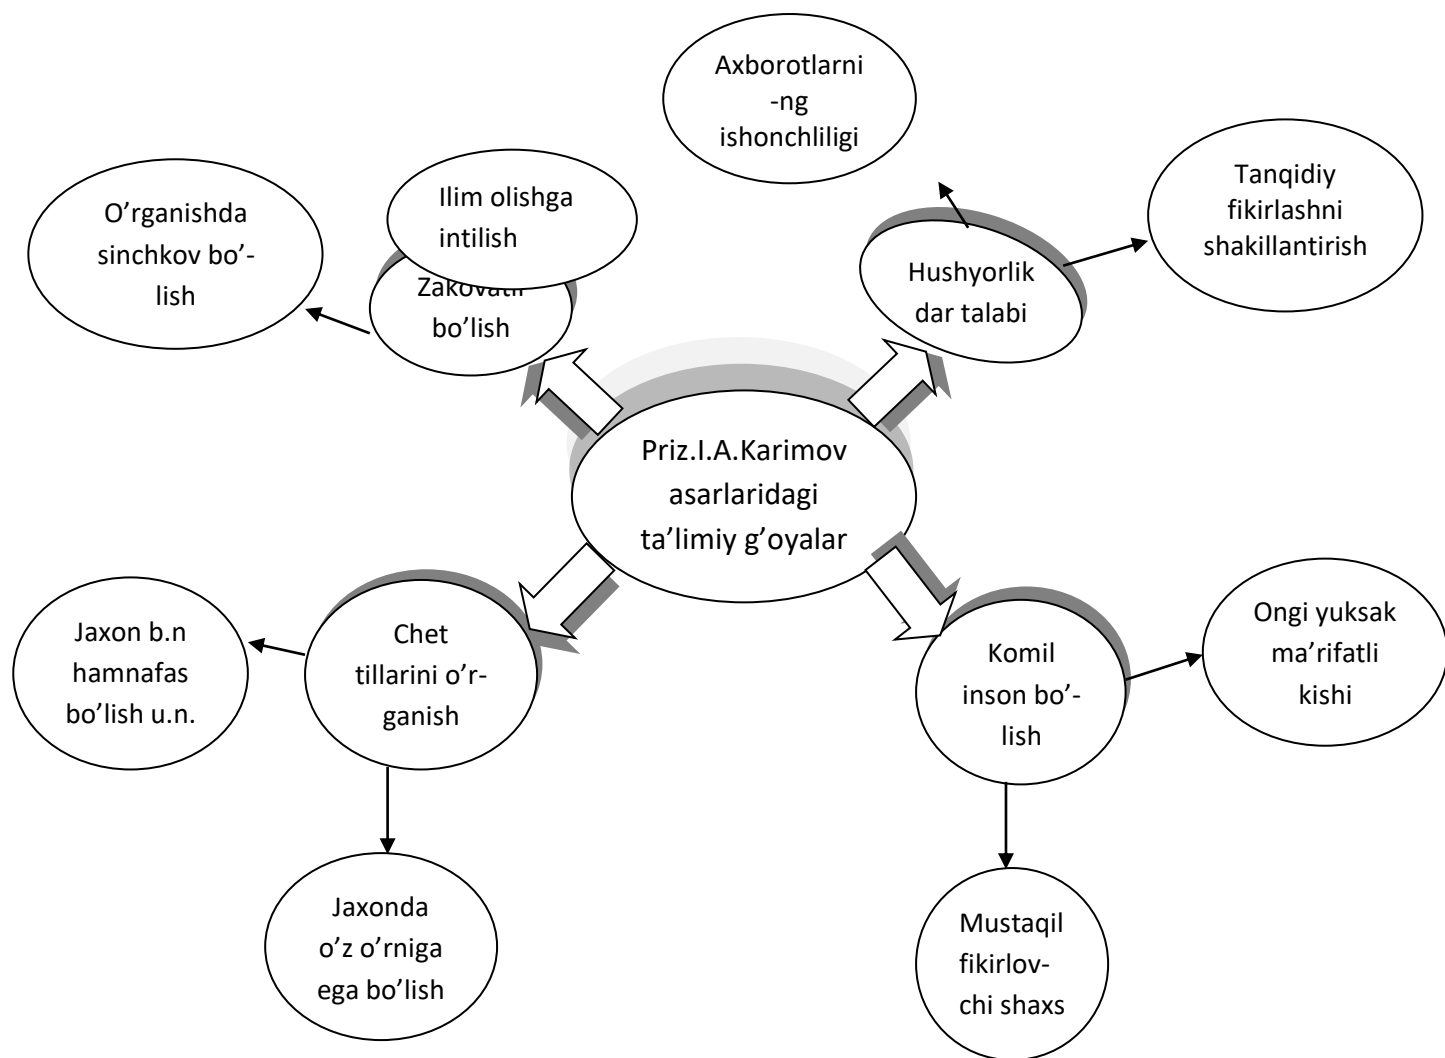 Axborotlarni
-ng
ishonchliligi
Tanqidiy
fikirlashni
shakillantirish
O’rganishda
sinchkov bo’-
lish
Ilim olishga
intilish
Zakovatli
bo’lish
Hushyorlik
dar talabi
Priz.I.A.Karimov
asarlaridagi
ta’limiy g’oyalar
Jaxon b.n
hamnafas
bo’lish u.n.
Chet
tillarini o’r-
ganish
Komil
inson bo’-
lish
Ongi yuksak
ma’rifatli
kishi
Jaxonda
o’z o’rniga
ega bo’lish
Mustaqil
fikirlov-
chi shaxs